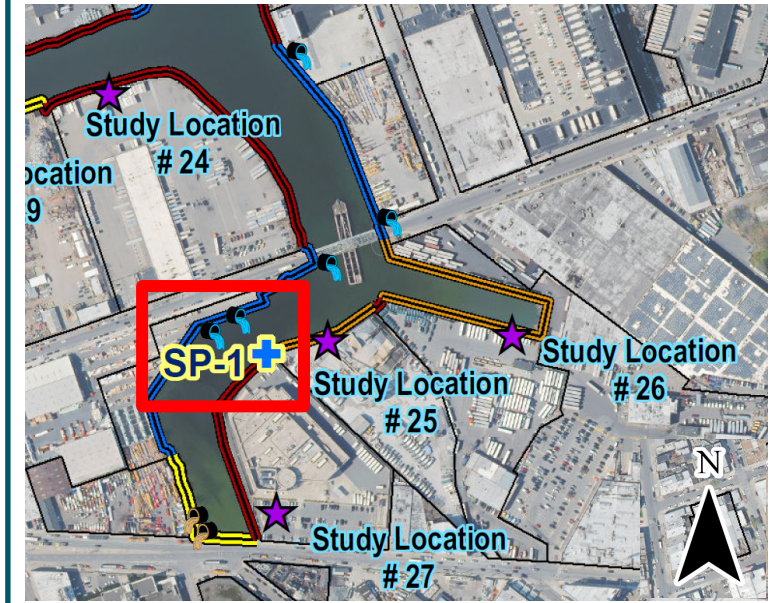 Study Location
# 24
ocation
9
SP-1
Study Location
# 25
Study Location
# 26
Study Location
# 27
N